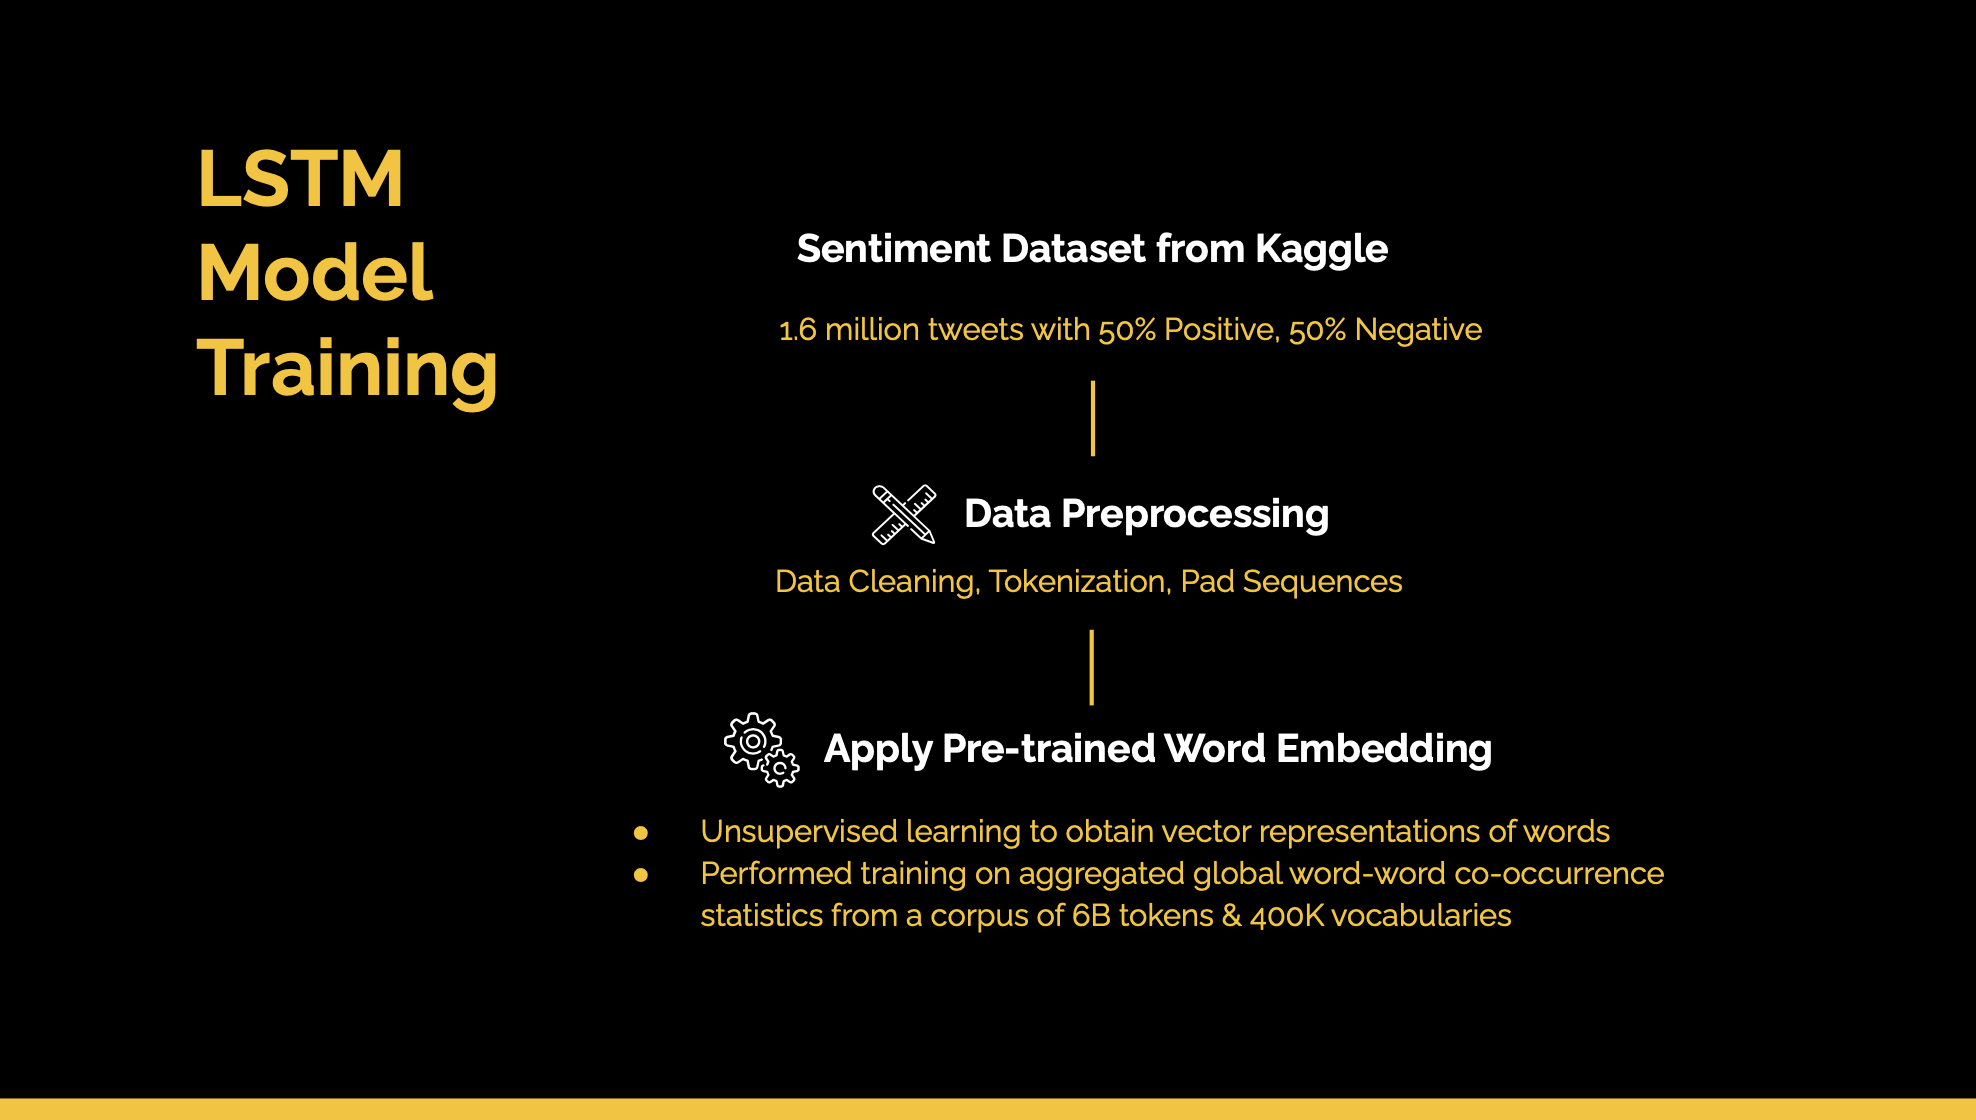 LSTM
Model
Training
Sentiment Dataset from Kaggle
1.6 million tweets with 50% Positive, 50% Negative
Data Preprocessing
Data Cleaning, Tokenization, Pad Sequences
Apply Pre-trained Word Embedding
● Unsupervised learning to obtain vector representations of words
● Performed training on aggregated global word-word co-occurrence
statistics from a corpus of 6B tokens & 400K vocabularies